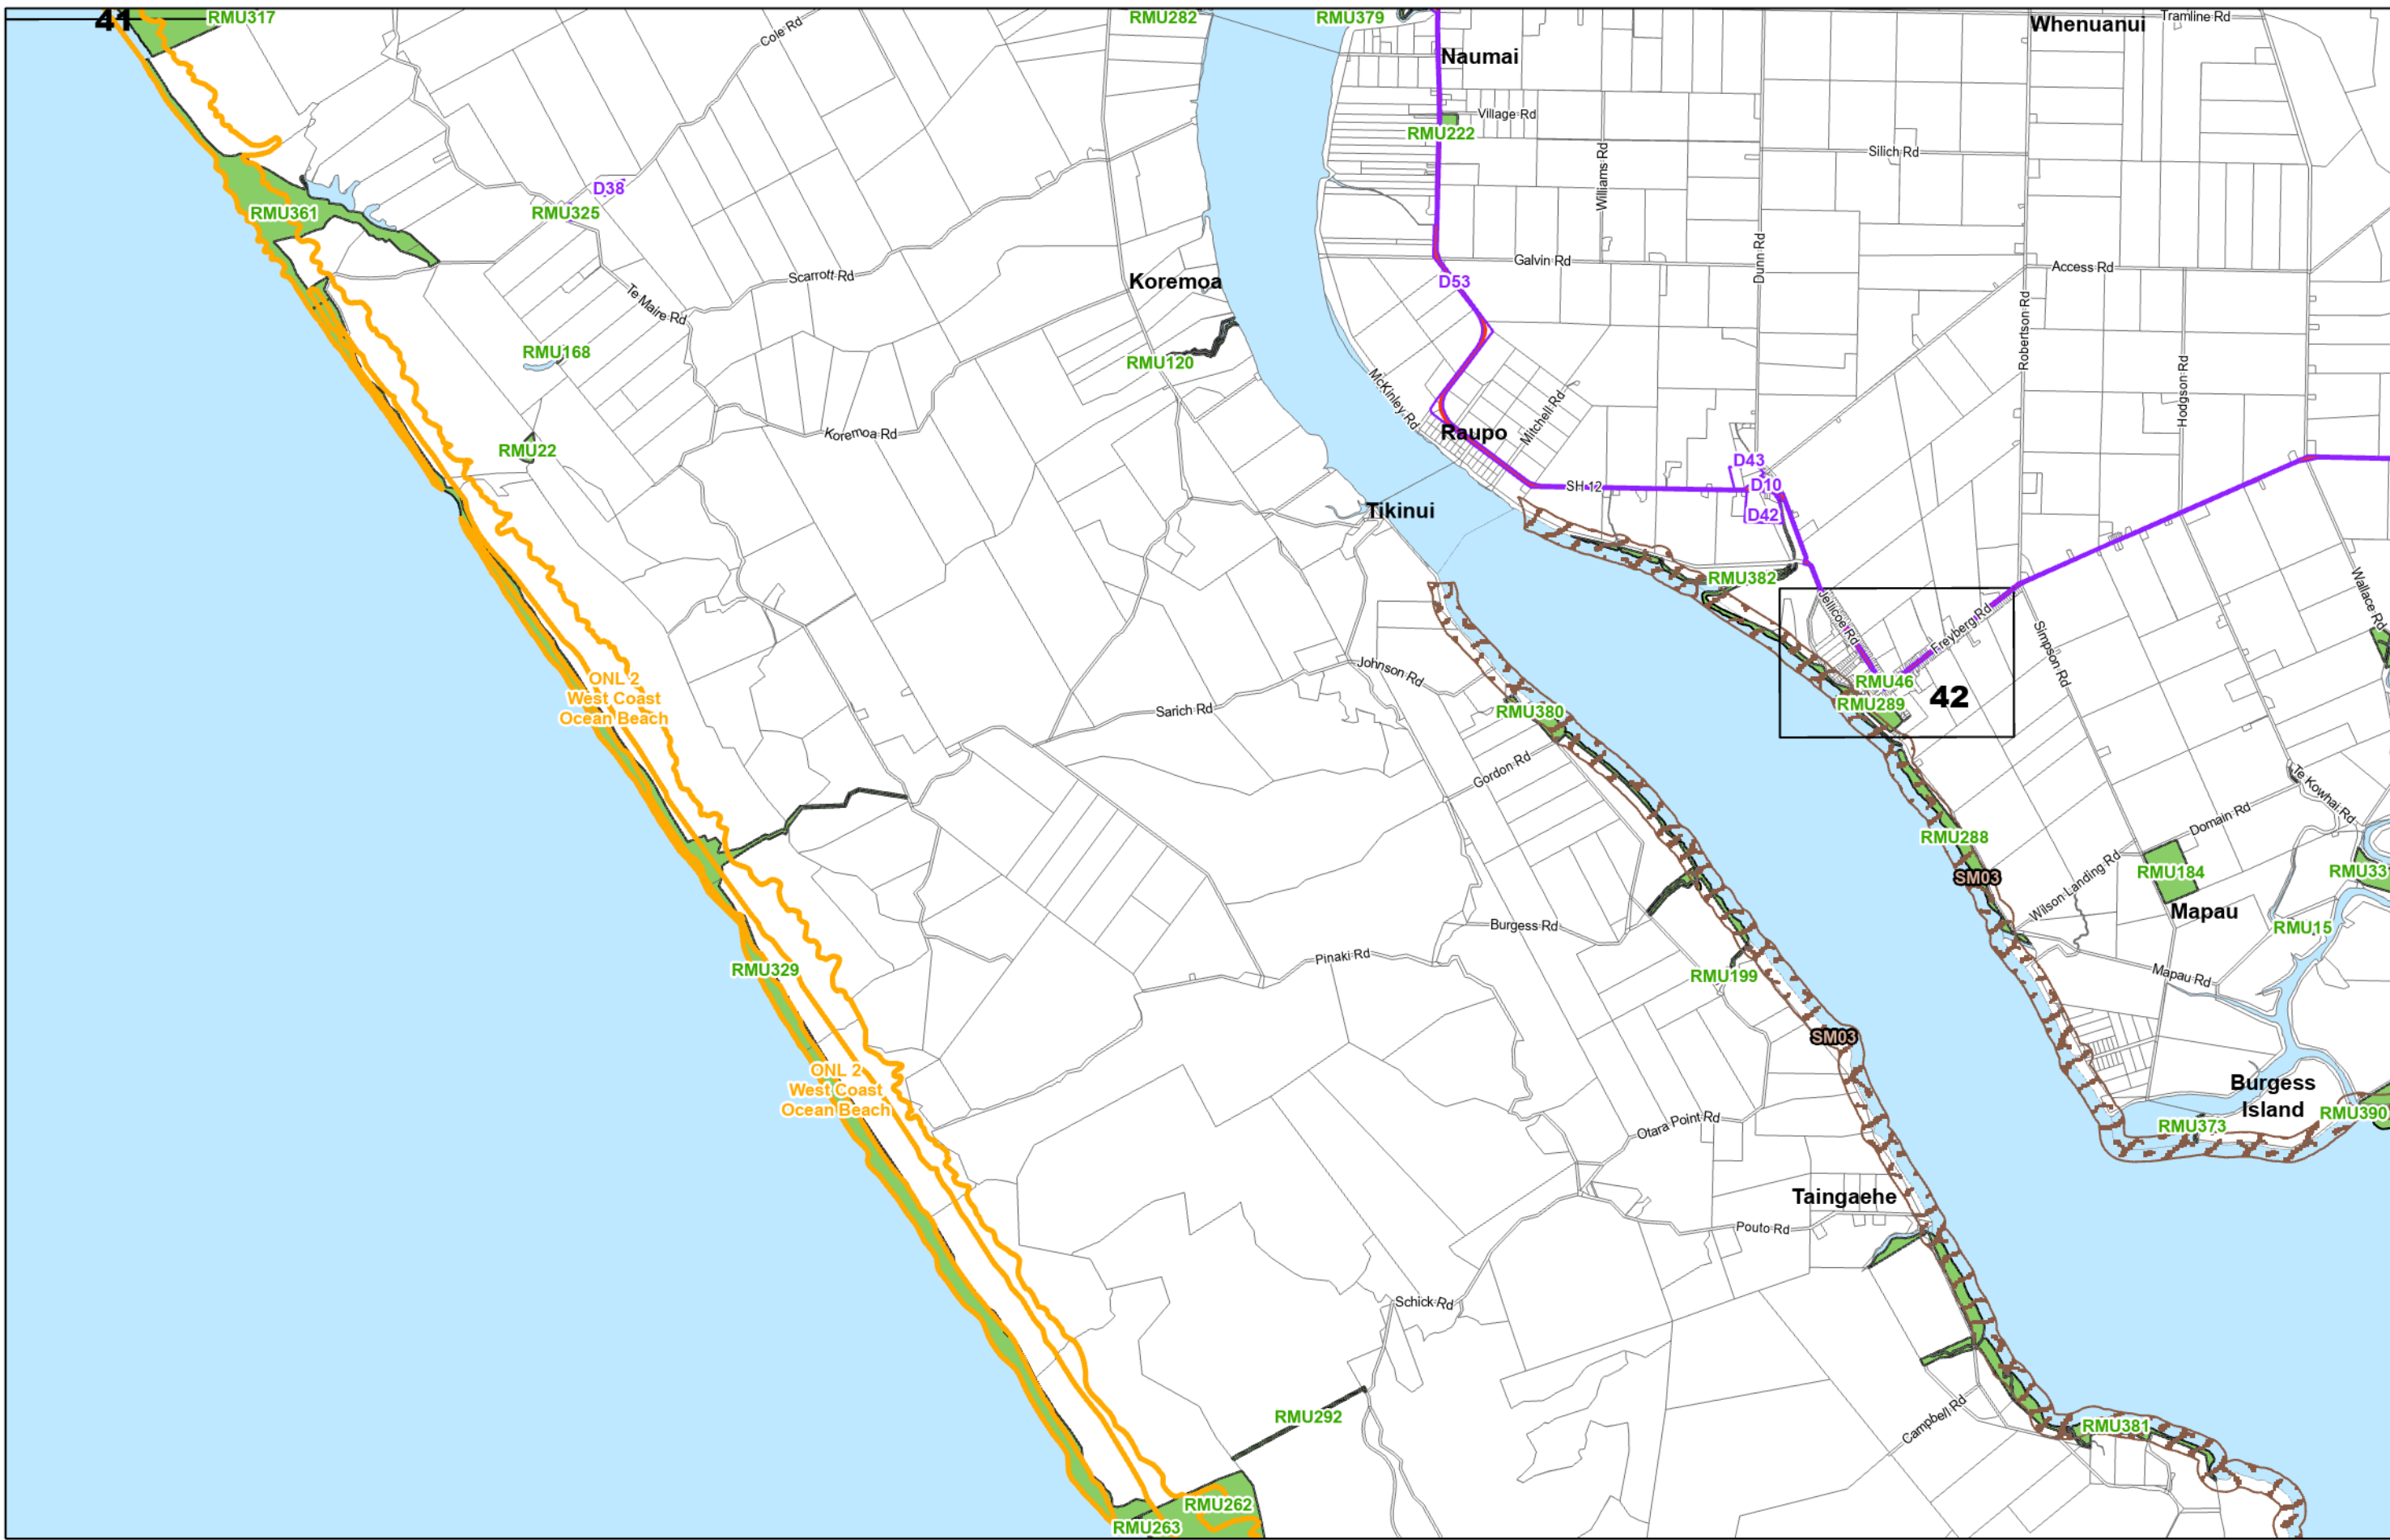 41
RMU317
RMU282
RMU379
Whenuanui
Tramline Rd
Cole Rd
Naumai
Village Rd
RMU222
Williams Rd
Silich Rd
D38
RMU325
RMU361
Dunn Rd
Galvin Rd
Access Rd
Scarrott Rd
Koremoa
D53
Te Maire Rd
Robertson Rd
RMU168
RMU120
McKinley Rd
Hodgson Rd
Mitchell Rd
Koremoa Rd
Raupo
RMU22
D43
SH 12
D10
Tikinui
D42
RMU382
Wallace Rd
Jellicoe Rd
Freyberg Rd
Simpson Rd
Johnson Rd
ONL 2
West Coast
Ocean Beach
RMU46
42
RMU289
Sarich Rd
RMU380
Gordon Rd
Te Kowhai Rd
Domain Rd
RMU288
RMU184
RMU33
SM03
Wilson Landing Rd
Mapau
Burgess Rd
RMU15
Pinaki Rd
RMU329
RMU199
Mapau Rd
SM03
ONL 2
West Coast
Ocean Beach
Burgess
Island
RMU390
Otara Point Rd
RMU373
Taingaehe
Pouto Rd
Schick Rd
RMU292
Campbell Rd
RMU381
RMU262
RMU263